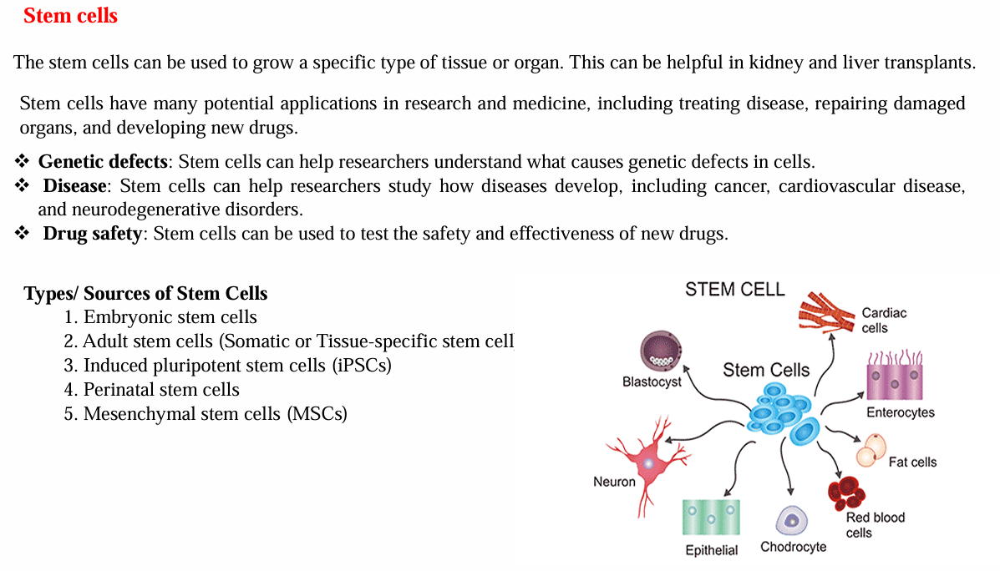 Stem cells
The stem cells can be used to grow a specific type of tissue or organ. This can be helpful in kidney and liver transplants.
Stem cells have many potential applications in research and medicine, including treating disease, repairing damaged
organs, and developing new drugs.
❖ Genetic defects: Stem cells can help researchers understand what causes genetic defects in cells.
❖ Disease: Stem cells can help researchers study how diseases develop, including cancer, cardiovascular disease,
and neurodegenerative disorders.
❖ Drug safety: Stem cells can be used to test the safety and effectiveness of new drugs.
Types/ Sources of Stem Cells
1. Embryonic stem cells
2. Adult stem cells (Somatic or Tissue-specific stem cell
3. Induced pluripotent stem cells (iPSCs)
4. Perinatal stem cells
5. Mesenchymal stem cells (MSCs)
STEM CELL
Cardiac
cells
Stem Cells
Blastocyst
Enterocytes
Fat cells
Neuron
Red blood
cells
Chodrocyte
Epithelial